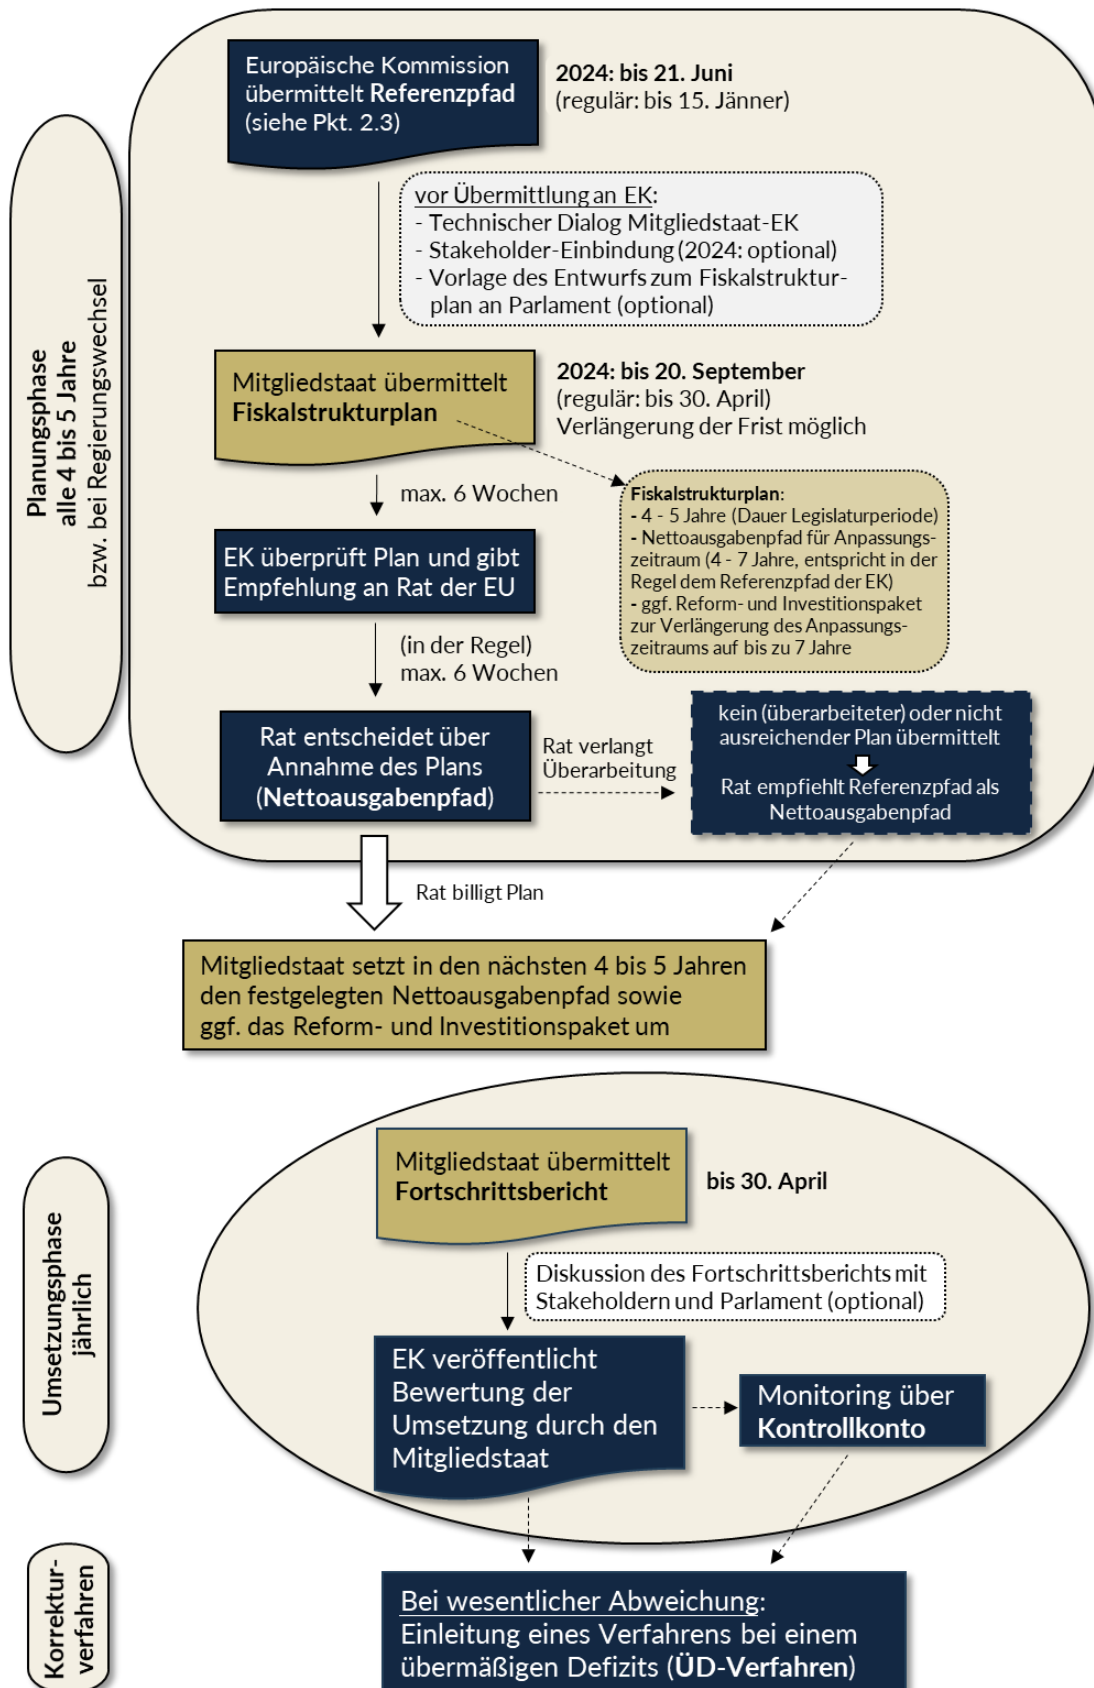 Europäische Kommission
übermittelt Referenzpfad
(siehe Pkt. 2.3)
2024: bis 21. Juni
(regulär: bis 15. Jänner)
vor Übermittlung an EK:
- Technischer Dialog Mitgliedstaat-EK
- Stakeholder-Einbindung (2024: optional)
- Vorlage des Entwurfs zum Fiskalstruktur-
plan an Parlament (optional)
Planungsphase
alle 4 bis 5 Jahre
bzw. bei Regierungswechsel
Mitgliedstaat übermittelt
Fiskalstrukturplan
2024: bis 20. September
(regulär: bis 30. April)
Verlängerung der Frist möglich
max. 6 Wochen
Fiskalstrukturplan:
- 4 - 5 Jahre (Dauer Legislaturperiode)
- Nettoausgabenpfad für Anpassungs-
zeitraum (4 - 7 Jahre, entspricht in der
Regel dem Referenzpfad der EK)
- ggf. Reform- und Investitionspaket
zur Verlängerung des Anpassungs-
zeitraums auf bis zu 7 Jahre
EK überprüft Plan und gibt
Empfehlung an Rat der EU
(in der Regel)
max. 6 Wochen
Rat entscheidet über
Annahme des Plans
(Nettoausgabenpfad)
Rat verlangt
Überarbeitung
kein (überarbeiteter) oder nicht
ausreichender Plan übermittelt
Rat empfiehlt Referenzpfad als
Nettoausgabenpfad
Rat billigt Plan
Mitgliedstaat setzt in den nächsten 4 bis 5 Jahren
den festgelegten Nettoausgabenpfad sowie
ggf. das Reform- und Investitionspaket um
Umsetzungsphase
jährlich
Mitgliedstaat übermittelt
Fortschrittsbericht
bis 30. April
Diskussion des Fortschrittsberichts mit
Stakeholdern und Parlament (optional)
EK veröffentlicht
Bewertung der
Umsetzung durch den
Mitgliedstaat
Monitoring über
Kontrollkonto
Korrektur-
verfahren
Bei wesentlicher Abweichung:
Einleitung eines Verfahrens bei einem
übermäßigen Defizits (ÜD-Verfahren)